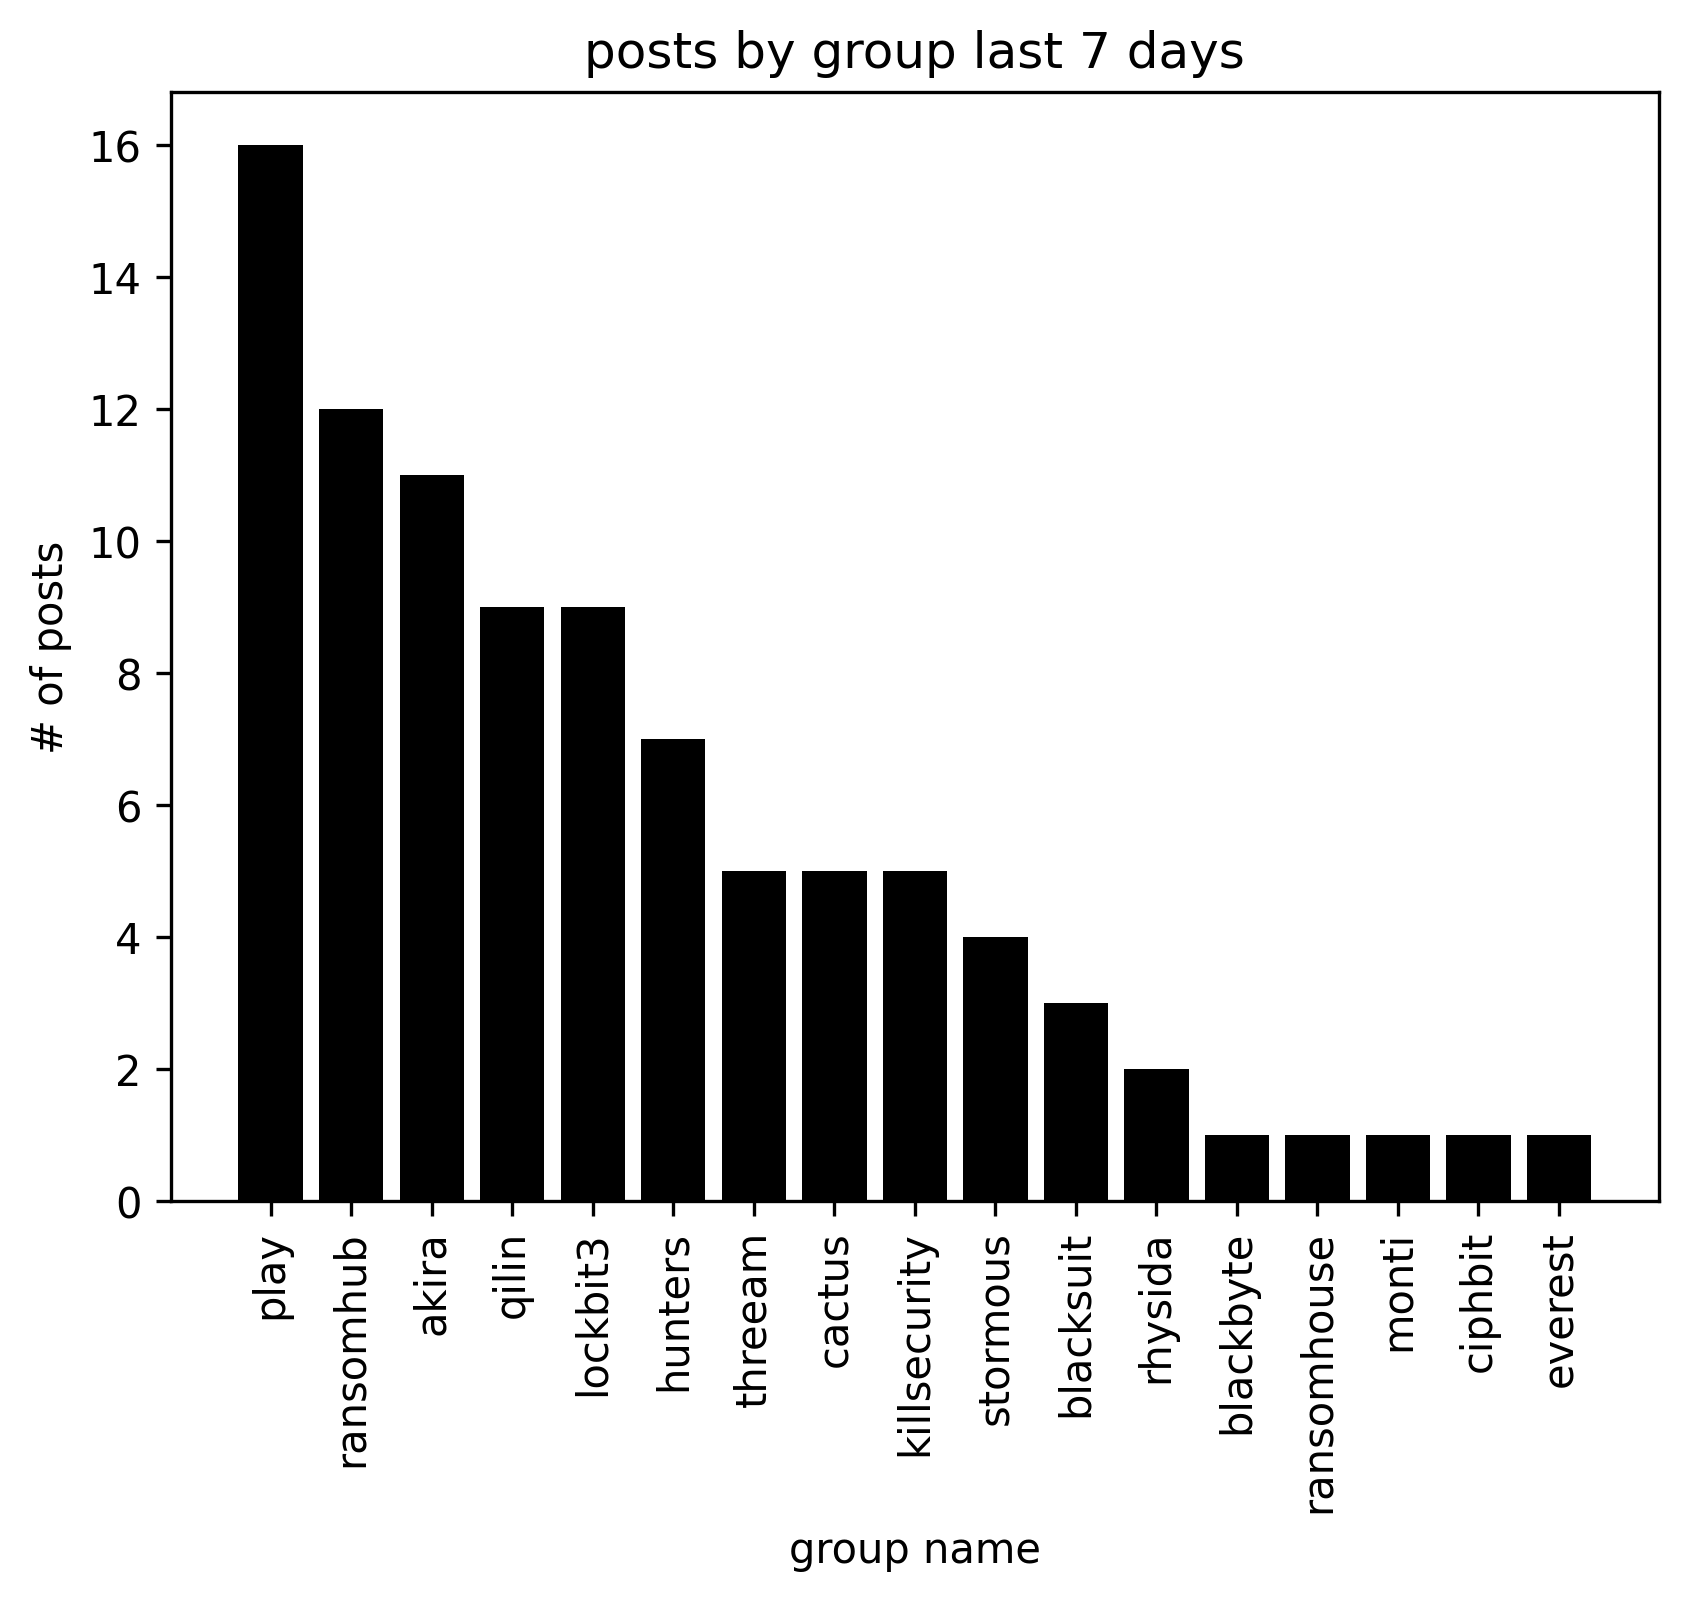 posts by group last 7 days
# of posts
16
14
12
10
8
6
4
2
0
play
ransomhub
akira
qilin
lockbit3
hunters
threeam
cactus
killsecurity
stormous
blacksuit
rhysida
blackbyte
ransomhouse
monti
ciphbit
everest
group name